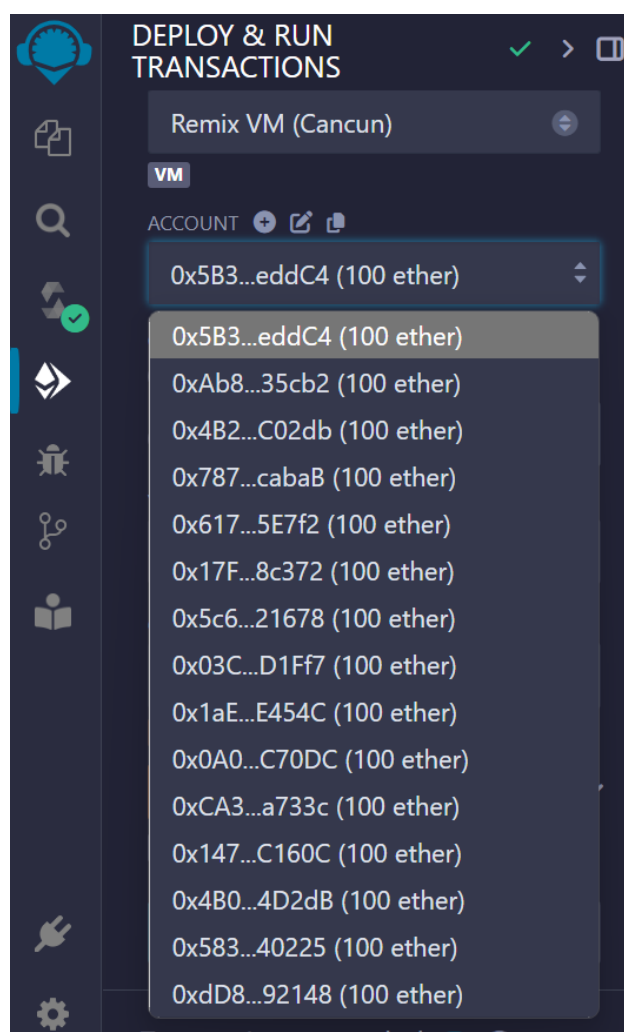 DEPLOY & RUN
TRANSACTIONS
Remix VM (Cancun)
VM
ACCOUNT
0x5B3...eddC4 (100 ether)
0x5B3...eddC4 (100 ether)
0xAb8...35cb2 (100 ether)
0x4B2...C02db (100 ether)
0x787...cabaB (100 ether)
0x617...5E7f2 (100 ether)
0x17F...8c372 (100 ether)
0x5c6...21678 (100 ether)
0x03C...D1Ff7 (100 ether)
0x1aE...E454C (100 ether)
0x0A0...C70DC (100 ether)
0xCA3...a733c (100 ether)
0x147...C160C (100 ether)
0x4B0...4D2dB (100 ether)
0x583...40225 (100 ether)
0xdD8...92148 (100 ether)